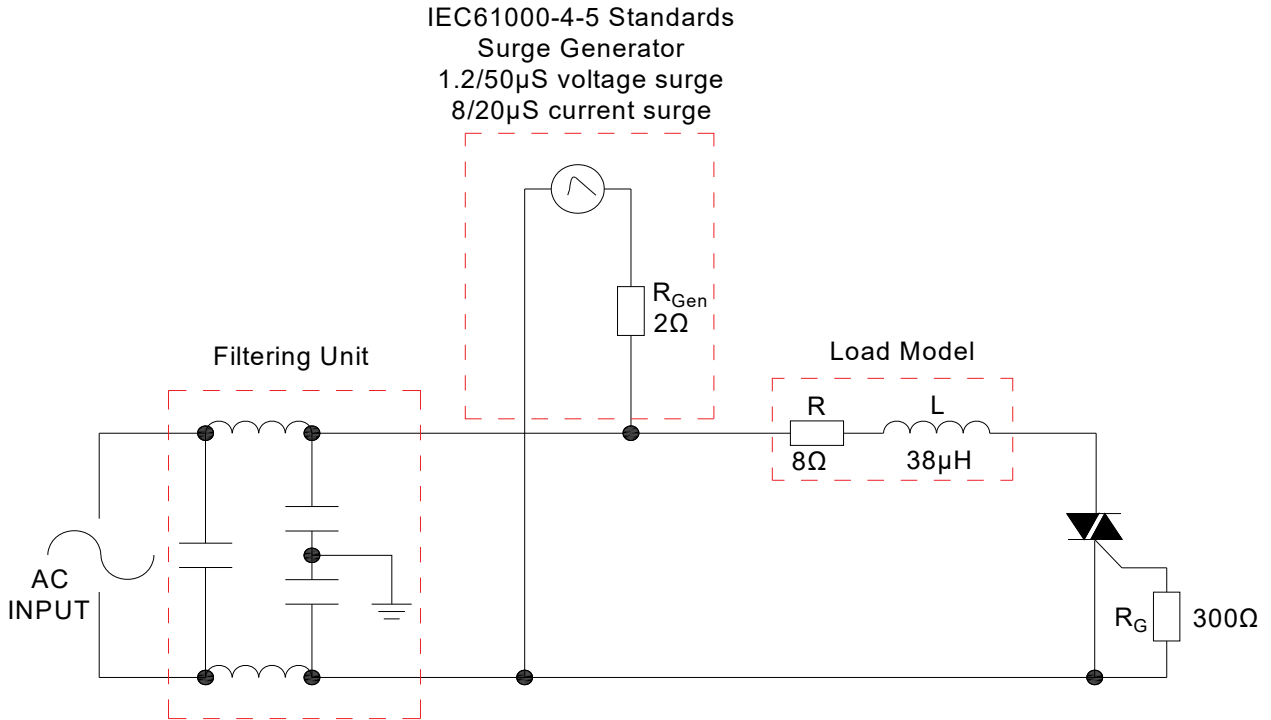 IEC61000-4-5 Standards
Surge Generator
1.2/50µS voltage surge
8/20µS current surge
RGen
2Ω
Filtering Unit
Load Model
R
L
8Ω
38µH
AC
INPUT
RG
300Ω